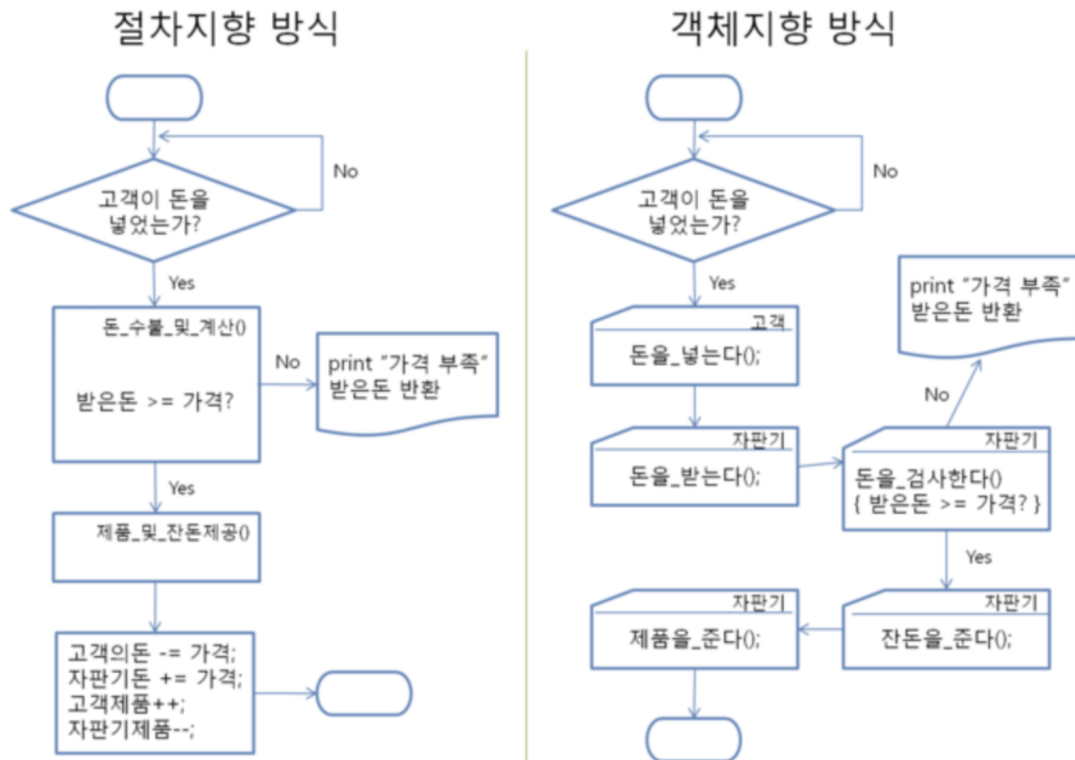 절차지향 방식
고객이 돈을
넣었는가?
No
Yes
돈_수불_및_계산()
받은돈 >= 가격?
No
print "가격 부족"
받은돈 반환
Yes
제품_및_잔돈제공()
고객의돈 -= 가격;
자판기돈 += 가격;
고객제품++;
자판기제품--;
객체지향 방식
고객이 돈을
넣었는가?
No
Yes
고객
돈을_넣는다();
자판기
돈을_받는다();
자판기
돈을_검사한다()
{ 받은돈 >= 가격? }
No
print "가격 부족"
받은돈 반환
Yes
자판기
잔돈을_준다();
자판기
제품을_준다();